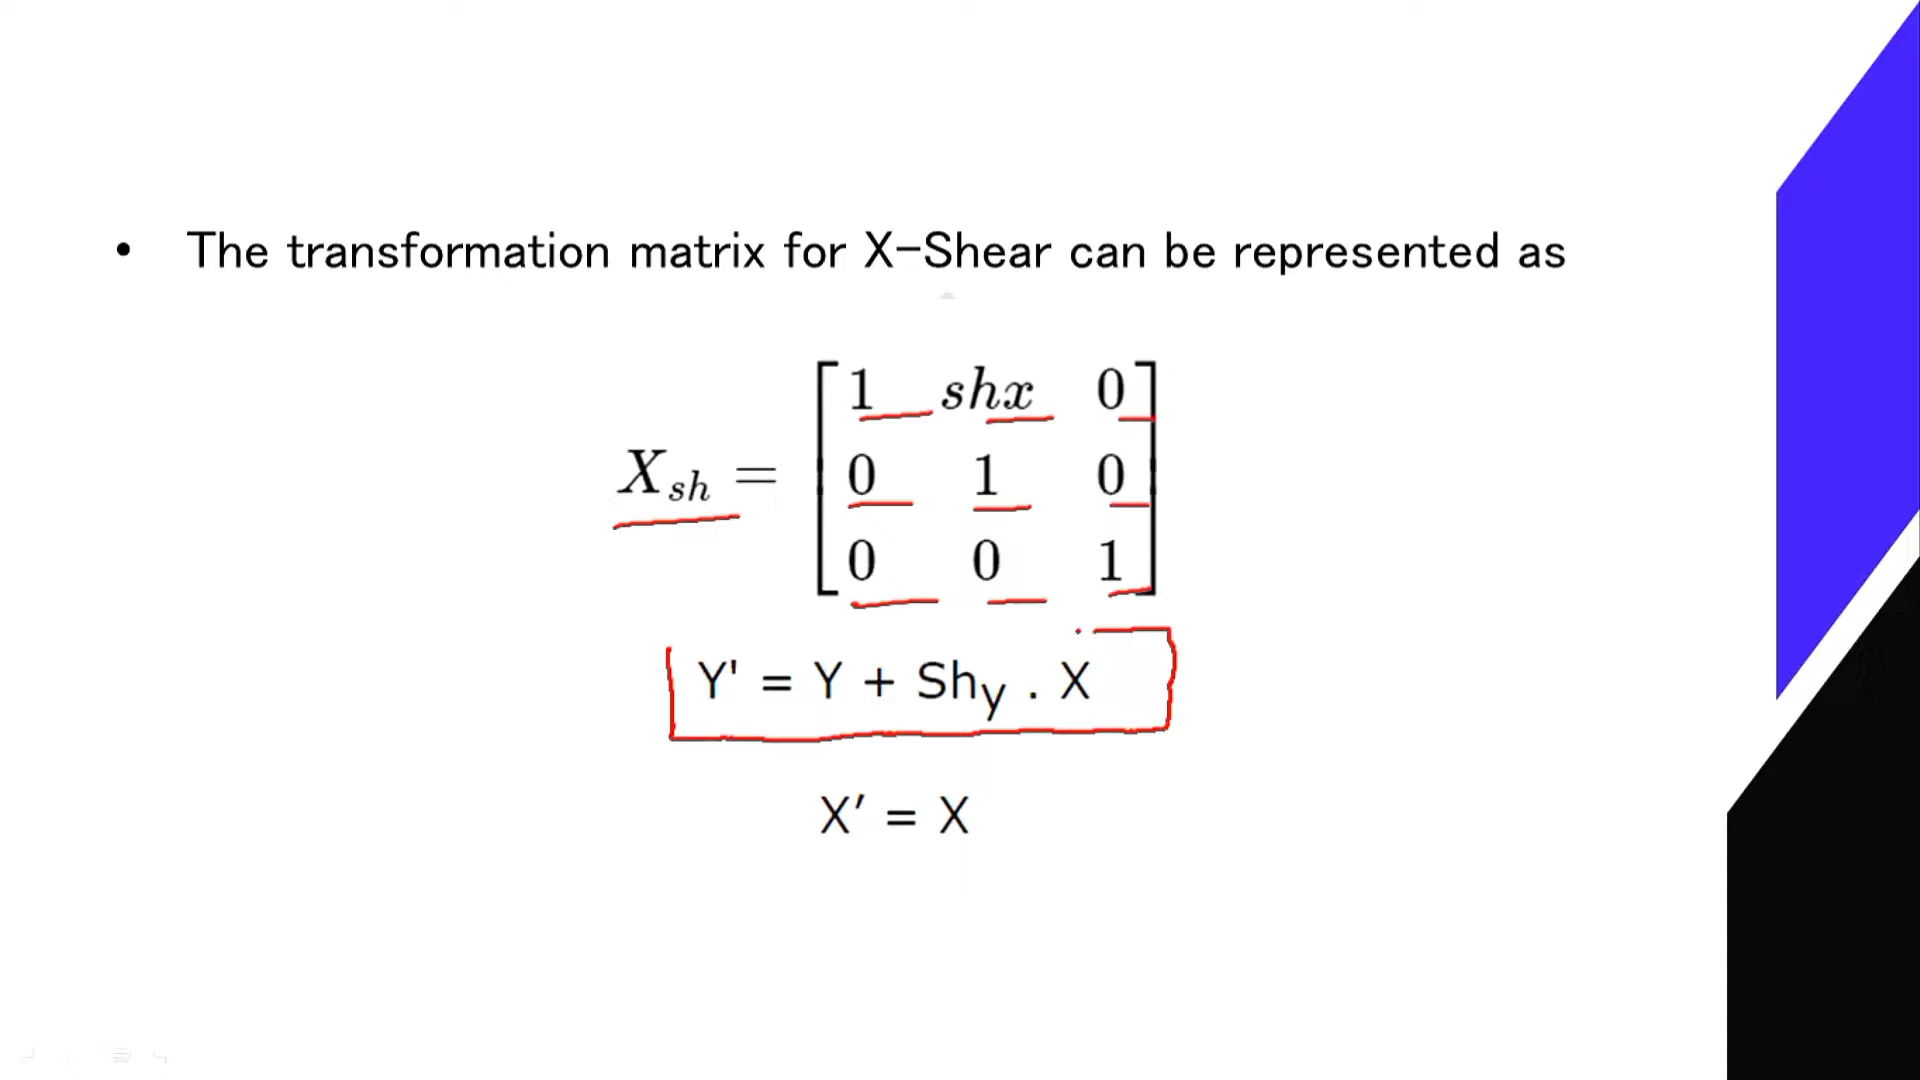 • The transformation matrix for X-Shear can be represented as
1 shx 0
X_sh = 0 1 0
0 0 1
Y' = Y + Sh_y . X
X' = X